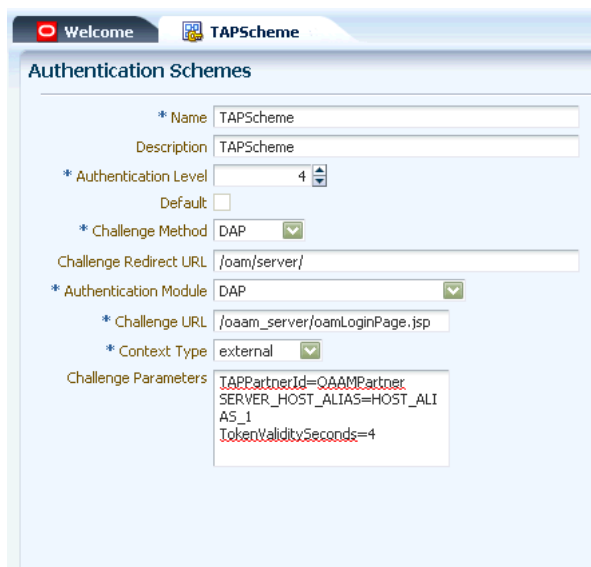 Welcome TAPScheme
Authentication Schemes
* Name TAPScheme
Description TAPScheme
* Authentication Level 4
Default
* Challenge Method DAP
Challenge Redirect URL /oam/server/
* Authentication Module DAP
* Challenge URL /oaam_server/oamLoginPage.jsp
* Context Type external
Challenge Parameters TAPPartnerId=OAAMPartner
SERVER_HOST_ALIAS=HOST_ALI
AS_1
TokenValiditySeconds=4